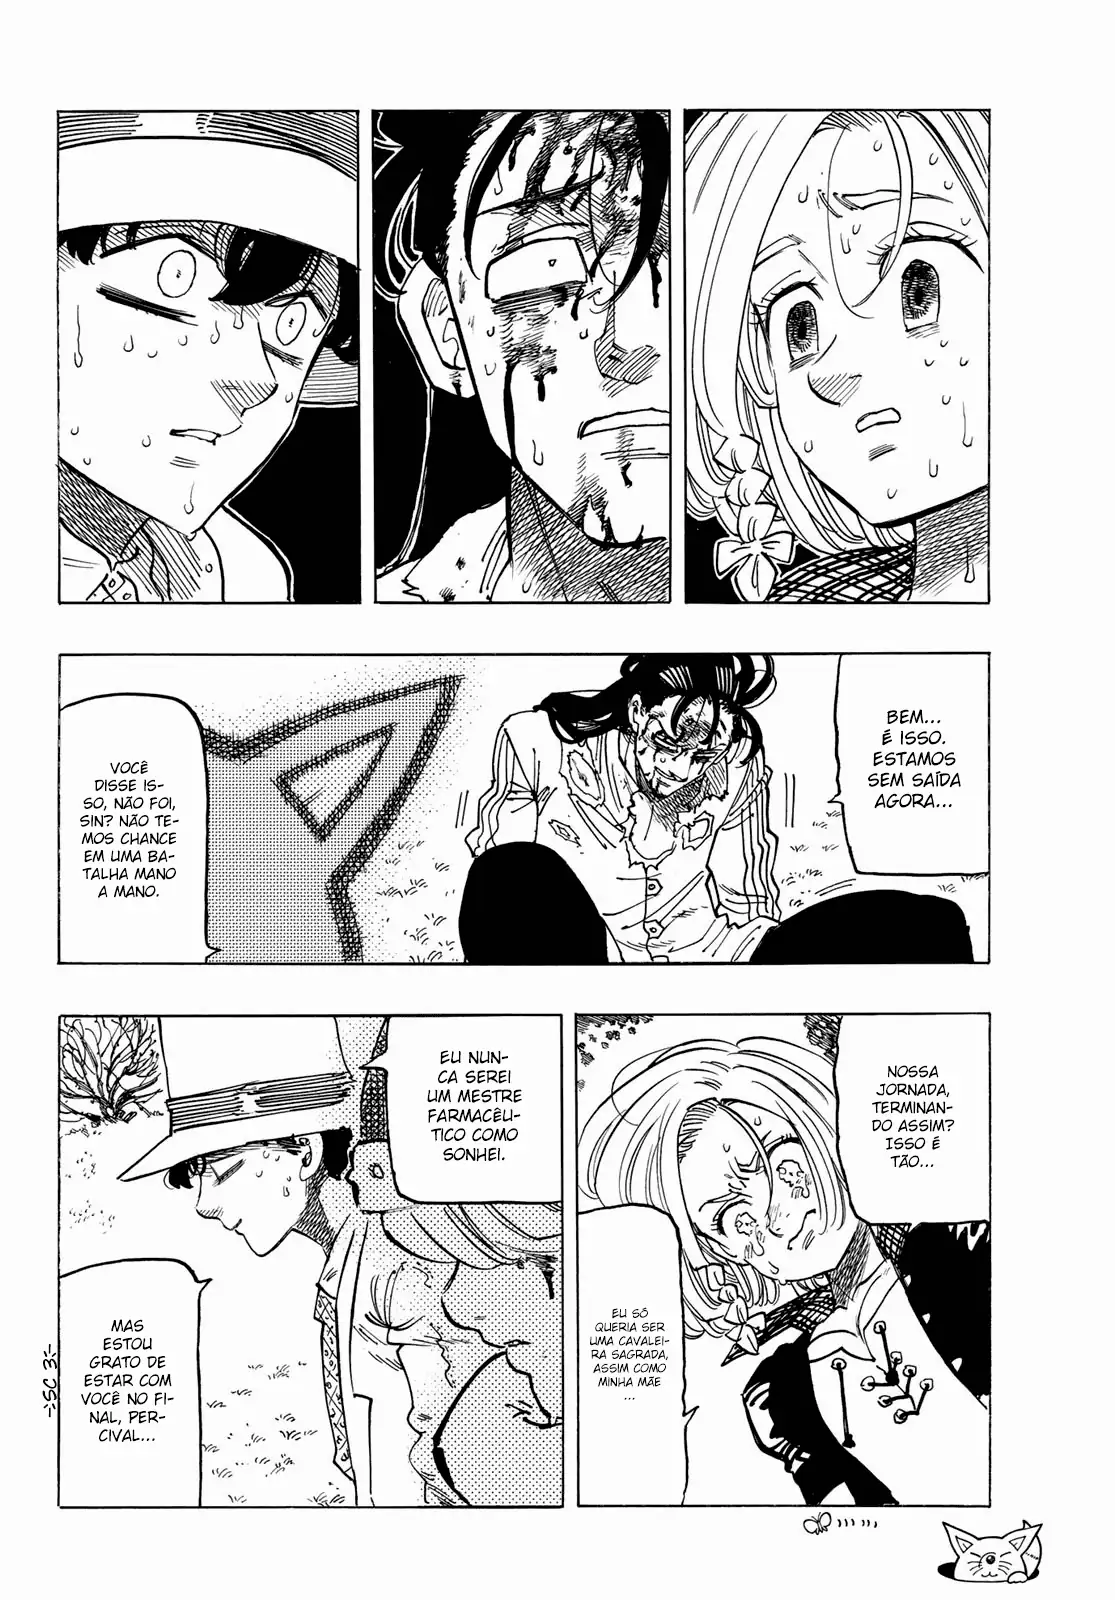 BEM...
É ISSO.
ESTAMOS
SEM SAÍDA
AGORA...
VOCÊ
DISSE IS-
SO, NÃO FOI,
SIN? NÃO TE-
MOS CHANCE
EM UMA BA-
TALHA MANO
A MANO.
NOSSA
JORNADA,
TERMINAN-
DO ASSIM?
ISSO É
TÃO...
EU SÓ
QUERIA SER
UMA CAVALEI-
RA SAGRADA,
ASSIM COMO
MINHA MÃE
...
EU NUN-
CA SEREI
UM MESTRE
FARMACÊU-
TICO COMO
SONHEI.
MAS
ESTOU
GRATO DE
ESTAR COM
VOCÊ NO FI-
NAL, PER-
CIVAL...
SC 3